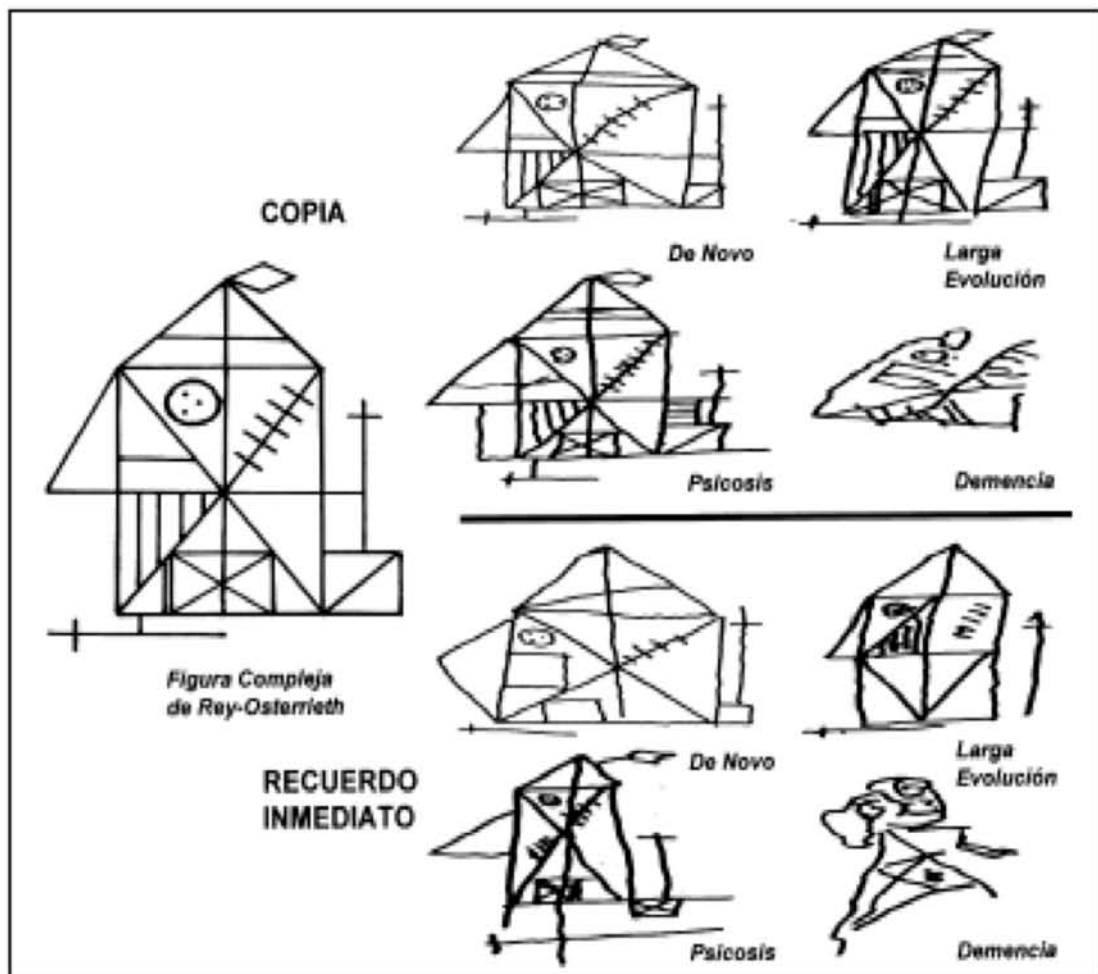 COPIA
De Novo
Larga
Evolución
Psicosis
Demencia
Figura Compleja
de Rey-Osterrieth
RECUERDO
INMEDIATO
De Novo
Larga
Evolución
Psicosis
Demencia